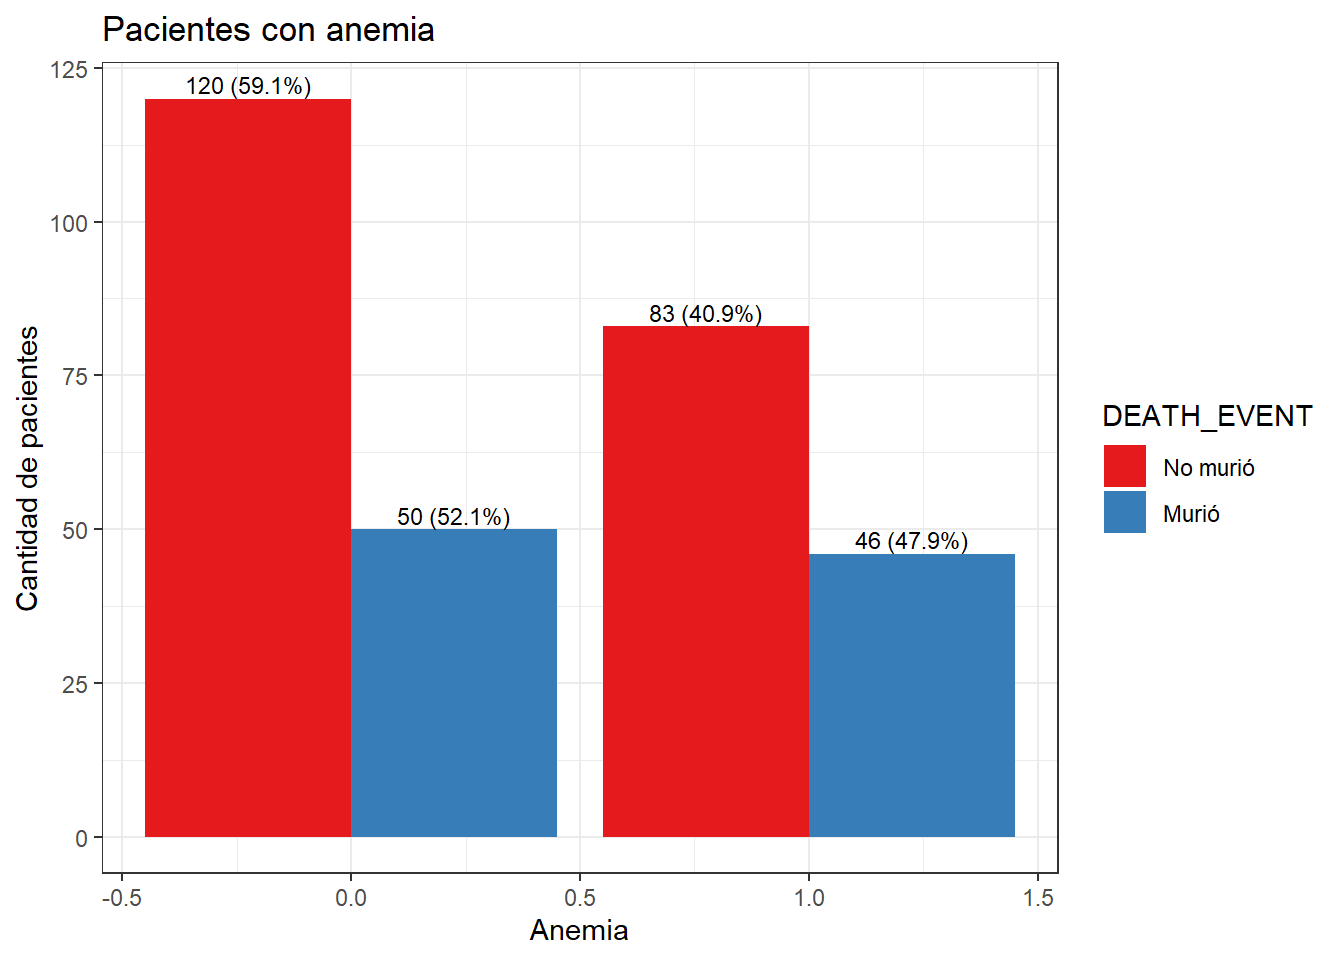 Pacientes con anemia
Cantidad de pacientes
125
100
75
50
25
0
120 (59.1%)
50 (52.1%)
83 (40.9%)
46 (47.9%)
-0.5
0.0
0.5
1.0
1.5
Anemia
DEATH_EVENT
No murió
Murió